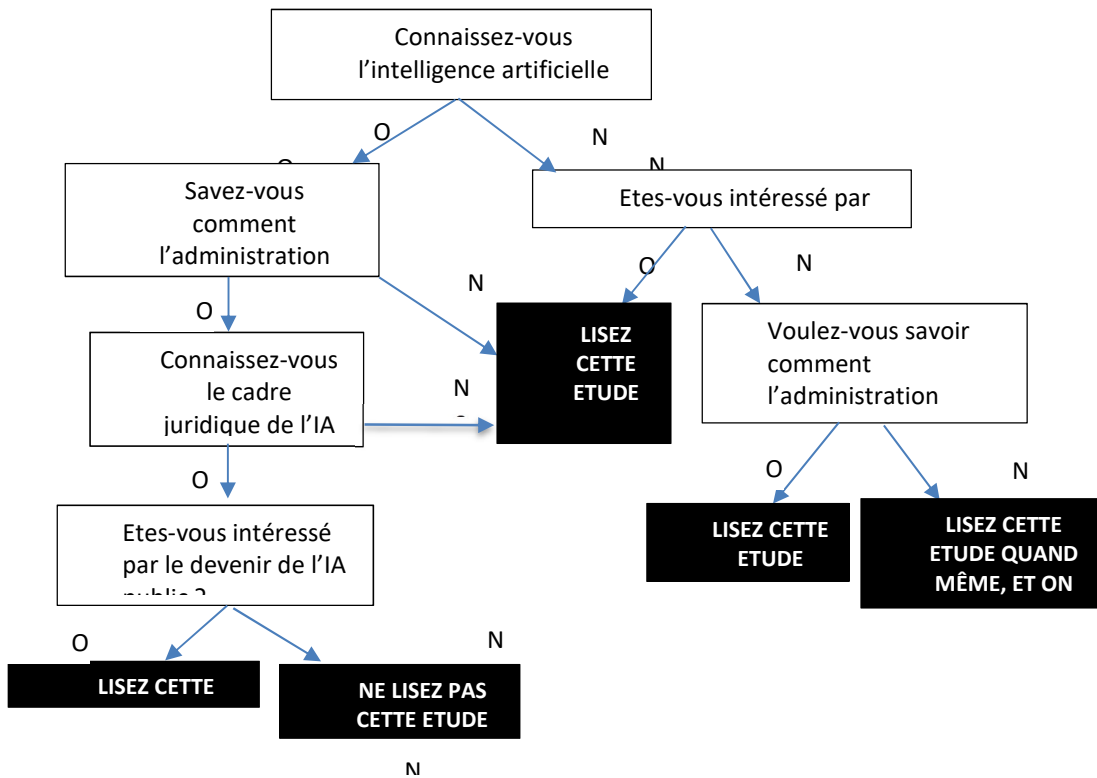 Connaissez-vous
l'intelligence artificielle
O
N
N
Savez-vous
comment
l'administration
Etes-vous intéressé par
N
O
N
O
LISEZ
CETTE
ETUDE
Voulez-vous savoir
comment
l'administration
Connaissez-vous
le cadre
juridique de l'IA
N
O
O
N
Etes-vous intéressé
par le devenir de l'IA
LISEZ CETTE
ETUDE
LISEZ CETTE
ETUDE QUAND
MÊME, ET ON
O
N
LISEZ CETTE
NE LISEZ PAS
CETTE ETUDE
N